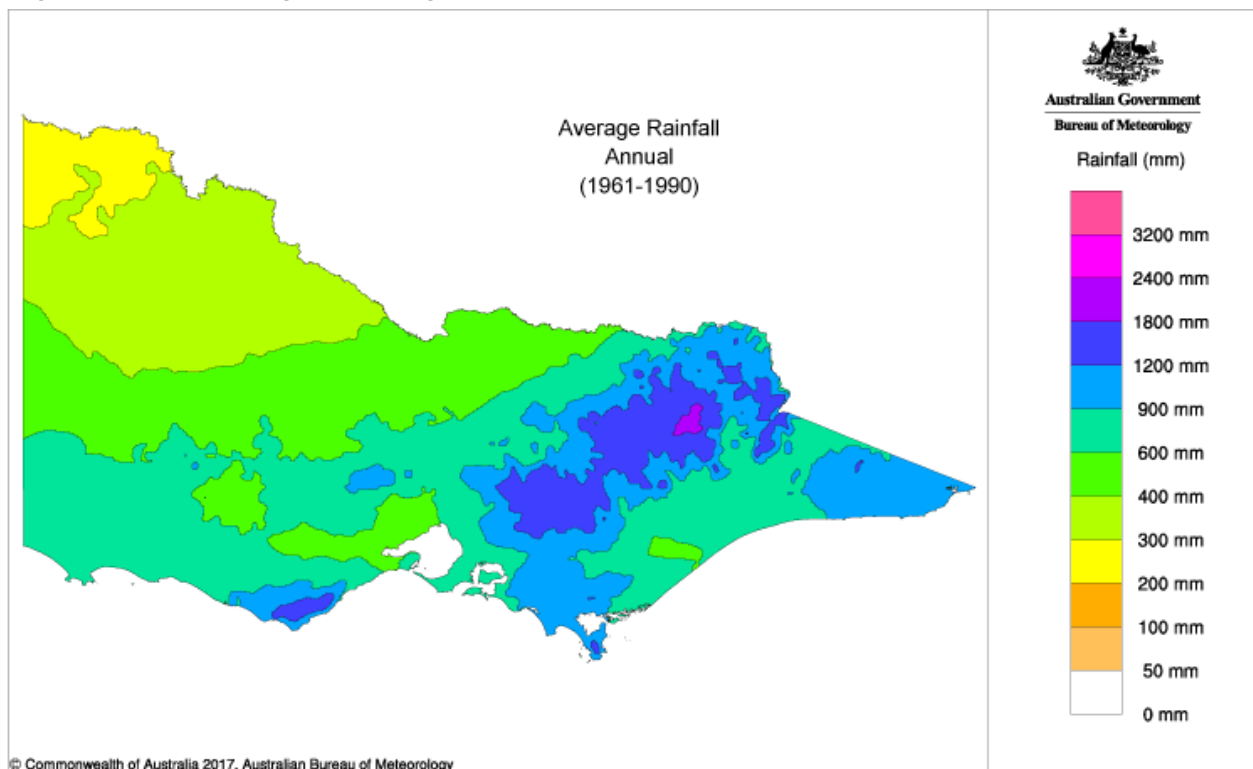 Average Rainfall
Annual
(1961-1990)
Australian Government
Bureau of Meteorology
Rainfall (mm)
3200 mm
2400 mm
1800 mm
1200 mm
900 mm
600 mm
400 mm
300 mm
200 mm
100 mm
50 mm
0 mm
© Commonwealth of Australia 2017, Australian Bureau of Meteorology